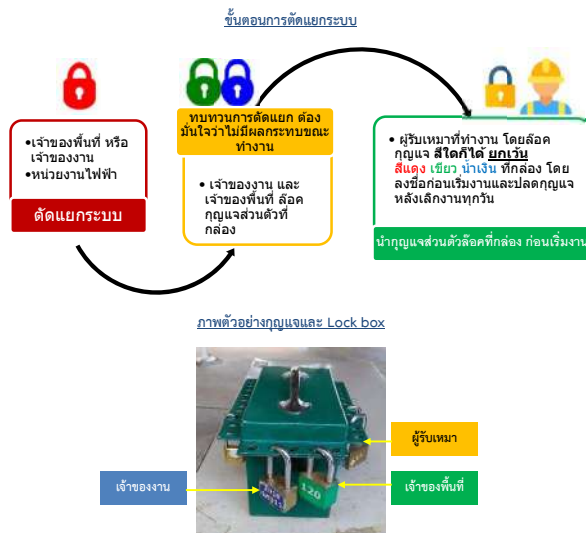 ขั้นตอนการตัดแยกระบบ
•เจ้าของพื้นที่ หรือ
เจ้าของงาน
•หน่วยงานไฟฟ้า
ตัดแยกระบบ
ทบทวนการตัดแยก ต้อง
มั่นใจว่าไม่มีผลกระทบขณะ
ทำงาน
• เจ้าของงาน และ
เจ้าของพื้นที่ ล๊อค
กุญแจส่วนตัวที่
กล่อง
• ผู้รับเหมาที่ทำงาน โดยล๊อค
กุญแจ สีใดก็ได้ ยกเว้น
สีแดง เขียว น้ำเงิน ที่กล่อง โดย
ลงชื่อก่อนเริ่มงานและปลดกุญแจ
หลังเลิกงานทุกวัน
นำกุญแจส่วนตัวล๊อคที่กล่อง ก่อนเริ่มงาน
ภาพตัวอย่างกุญแจและ Lock box
ผู้รับเหมา
เจ้าของงาน
เจ้าของพื้นที่
120